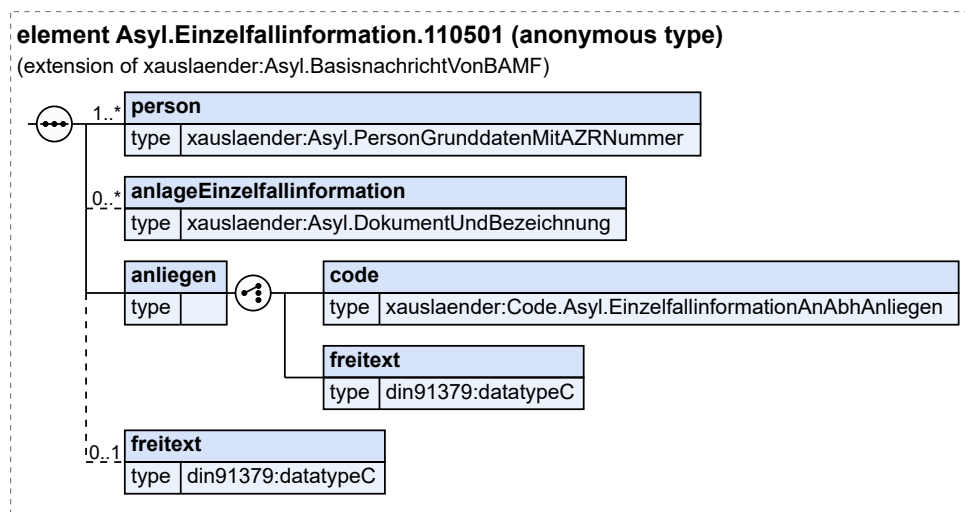 element Asyl.Einzelfallinformation.110501 (anonymous type)
(extension of xauslaender:Asyl.BasisnachrichtVonBAMF)
1..* person
type xauslaender:Asyl.PersonGrunddatenMitAZRNummer
0..* anlageEinzelfallinformation
type xauslaender:Asyl.DokumentUndBezeichnung
anliegen code
type type xauslaender:Code.Asyl.EinzelfallinformationAnAbhAnliegen
freitext
type din91379:datatypeC
0..1 freitext
type din91379:datatypeC